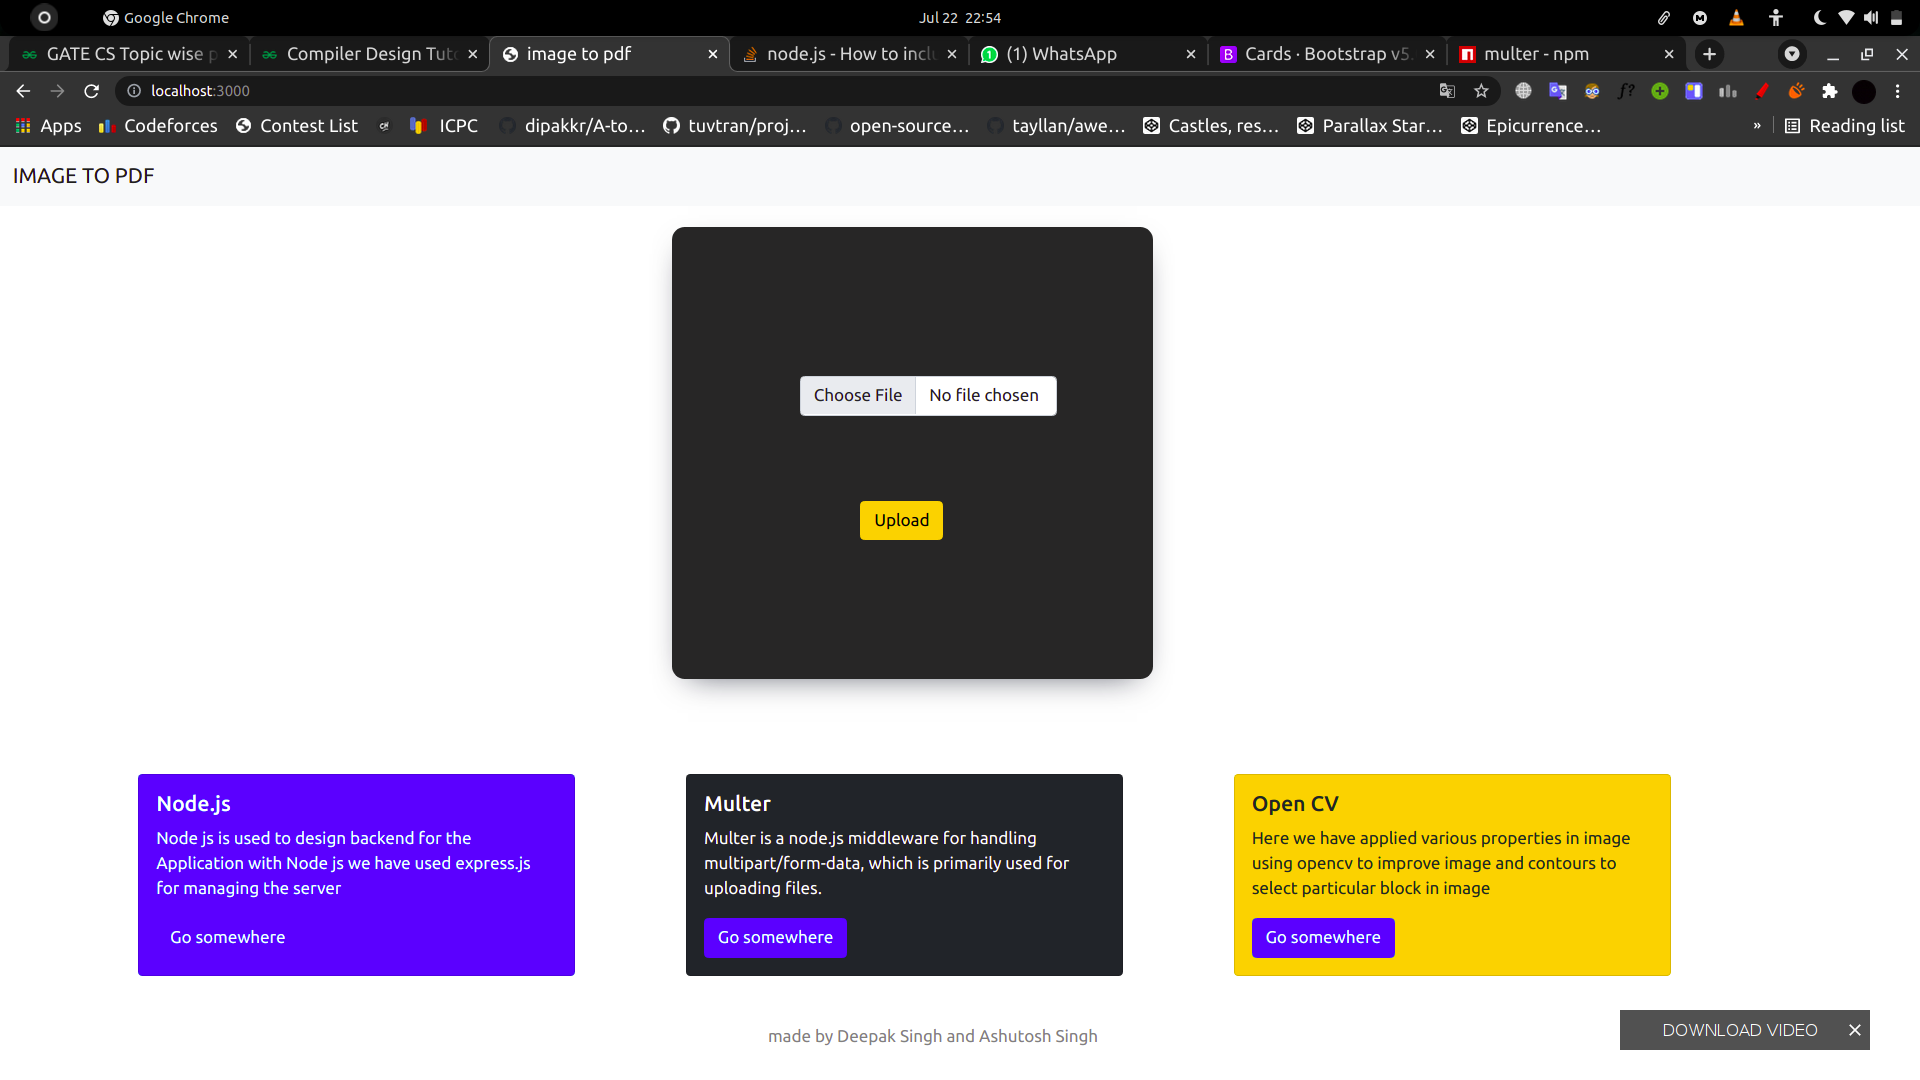 Google Chrome
Jul 22 22:54
GATE CS Topic wise p
Compiler Design Tuto
image to pdf
node.js - How to inclu
(1) WhatsApp
Cards · Bootstrap v5.
multer - npm
localhost:3000
Apps
Codeforces
Contest List
ICPC
dipakkr/A-to...
tuvtran/proj...
open-source...
tayllan/awe...
Castles, res...
Parallax Star...
Epicurrence...
»
Reading list
IMAGE TO PDF
Choose File No file chosen
Upload
Node.js
Node js is used to design backend for the
Application with Node js we have used express.js
for managing the server
Go somewhere
Multer
Multer is a node.js middleware for handling
multipart/form-data, which is primarily used for
uploading files.
Go somewhere
Open CV
Here we have applied various properties in image
using opencv to improve image and contours to
select particular block in image
Go somewhere
made by Deepak Singh and Ashutosh Singh
DOWNLOAD VIDEO